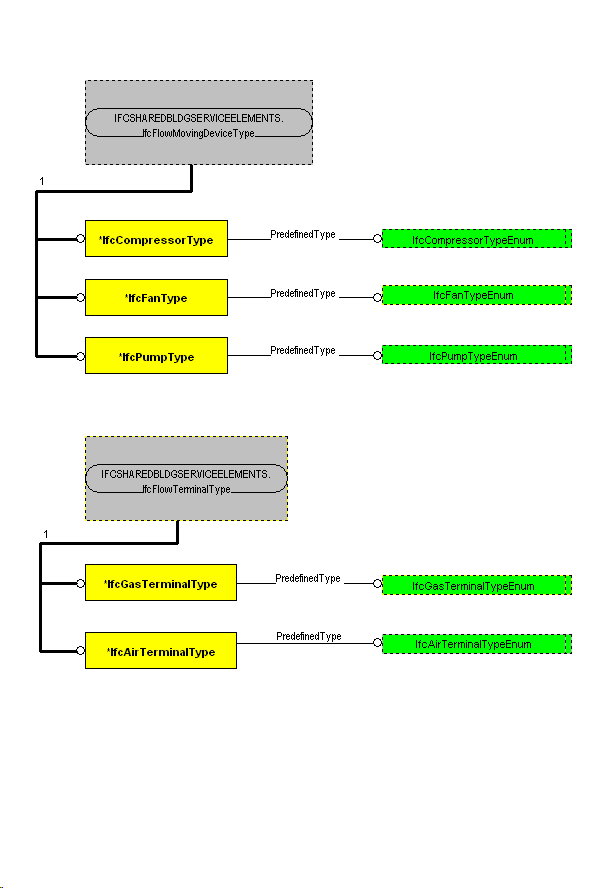 IFCSHAREDBLDGSERVICEELEMENTS.
IfcFlowMovingDeviceType
1
*IfcCompressorType
PredefinedType
IfcCompressorTypeEnum
*IfcFanType
PredefinedType
IfcFanTypeEnum
*IfcPumpType
PredefinedType
IfcPumpTypeEnum
IFCSHAREDBLDGSERVICEELEMENTS.
IfcFlowTerminalType
1
*IfcGasTerminalType
PredefinedType
IfcGasTerminalTypeEnum
*IfcAirTerminalType
PredefinedType
IfcAirTerminalTypeEnum